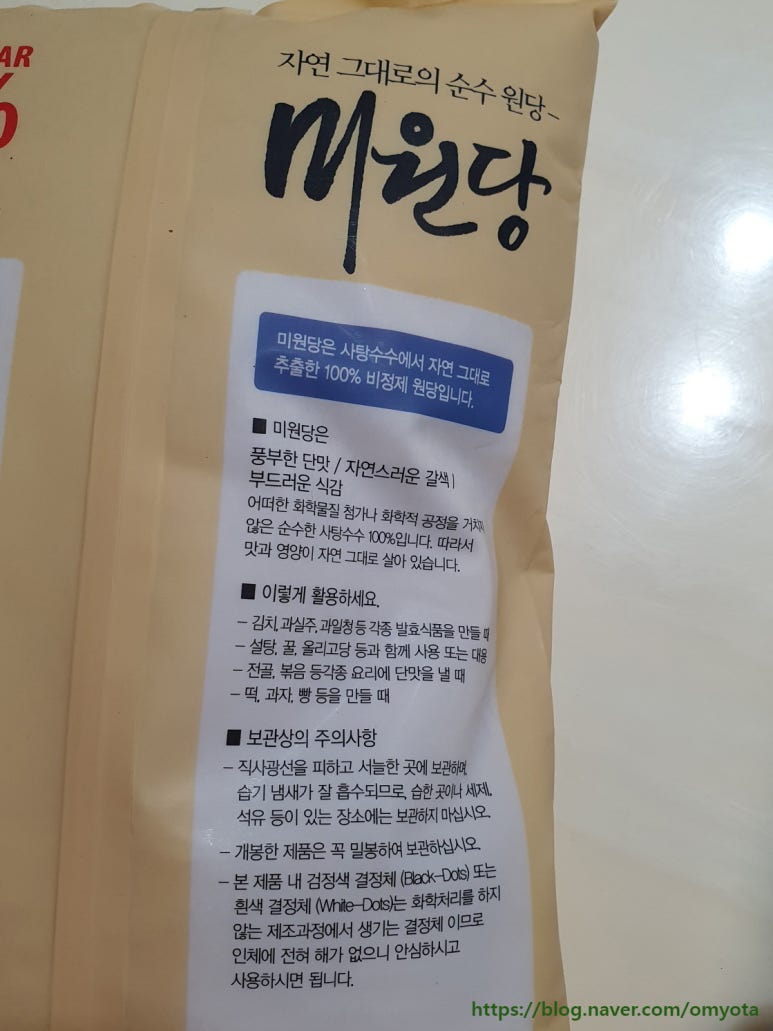 AR
%
자연 그대로의 순수 원당-
미원당
미원당은 사탕수수에서 자연 그대로
추출한 100% 비정제 원당입니다.
■ 미원당은
풍부한 단맛 / 자연스러운 갈색 |
부드러운 식감
어떠한 화학물질 첨가나 화학적 공정을 거치지
않은 순수한 사탕수수 100%입니다. 따라서
맛과 영양이 자연 그대로 살아 있습니다.
■ 이렇게 활용하세요.
- 김치, 과실주, 과일청 등 각종 발효식품을 만들 때
- 설탕, 꿀, 올리고당 등과 함께 사용 또는 대용
- 전골, 볶음 등각종 요리에 단맛을 낼 때
- 떡, 과자, 빵 등을 만들 때
■ 보관상의 주의사항
- 직사광선을 피하고 서늘한 곳에 보관하며,
습기 냄새가 잘 흡수되므로, 습한 곳이나 세제,
석유 등이 있는 장소에는 보관하지 마십시오.
- 개봉한 제품은 꼭 밀봉하여 보관하십시오.
- 본 제품 내 검정색 결정체 (Black-Dots) 또는
흰색 결정체 (White-Dots)는 화학처리를 하지
않는 제조과정에서 생기는 결정체 이므로
인체에 전혀 해가 없으니 안심하시고
사용하시면 됩니다.
https://blog.naver.com/omyota